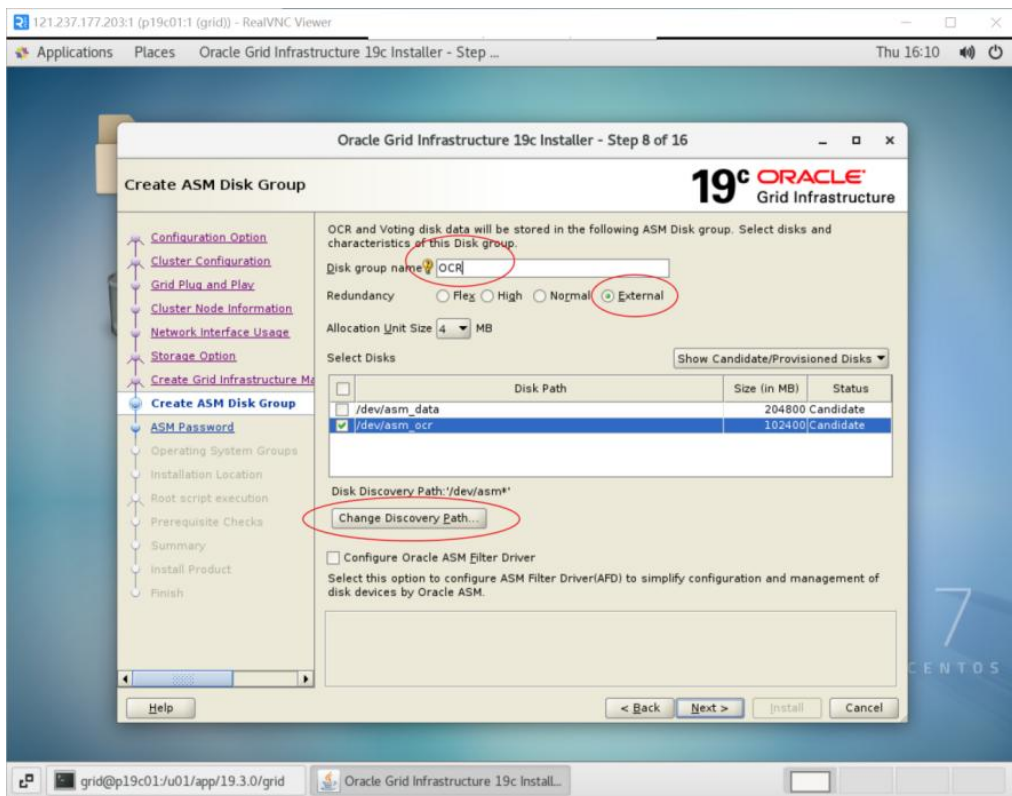 121.237.177.203:1 (p19c01:1 (grid)) - RealVNC Viewer
Applications Places Oracle Grid Infrastructure 19c Installer - Step ... Thu 16:10
Oracle Grid Infrastructure 19c Installer - Step 8 of 16
Create ASM Disk Group
19c ORACLE
Grid Infrastructure
Configuration Option
Cluster Configuration
Grid Plug and Play
Cluster Node Information
Network Interface Usage
Storage Option
Create Grid Infrastructure Ma
Create ASM Disk Group
ASM Password
Operating System Groups
Installation Location
Root script execution
Prerequisite Checks
Summary
Install Product
Finish
OCR and Voting disk data will be stored in the following ASM Disk group. Select disks and
characteristics of this Disk group.
Disk group name OCR
Redundancy Flex High Normal External
Allocation Unit Size 4 MB
Select Disks Show Candidate/Provisioned Disks
Disk Path Size (in MB) Status
/dev/asm_data 204800 Candidate
/dev/asm_ocr 102400 Candidate
Disk Discovery Path:'/dev/asm*'
Change Discovery Path...
Configure Oracle ASM Filter Driver
Select this option to configure ASM Filter Driver(AFD) to simplify configuration and management of
disk devices by Oracle ASM.
Help < Back Next > Install Cancel
7
CENTOS
grid@p19c01:/u01/app/19.3.0/grid Oracle Grid Infrastructure 19c Install...